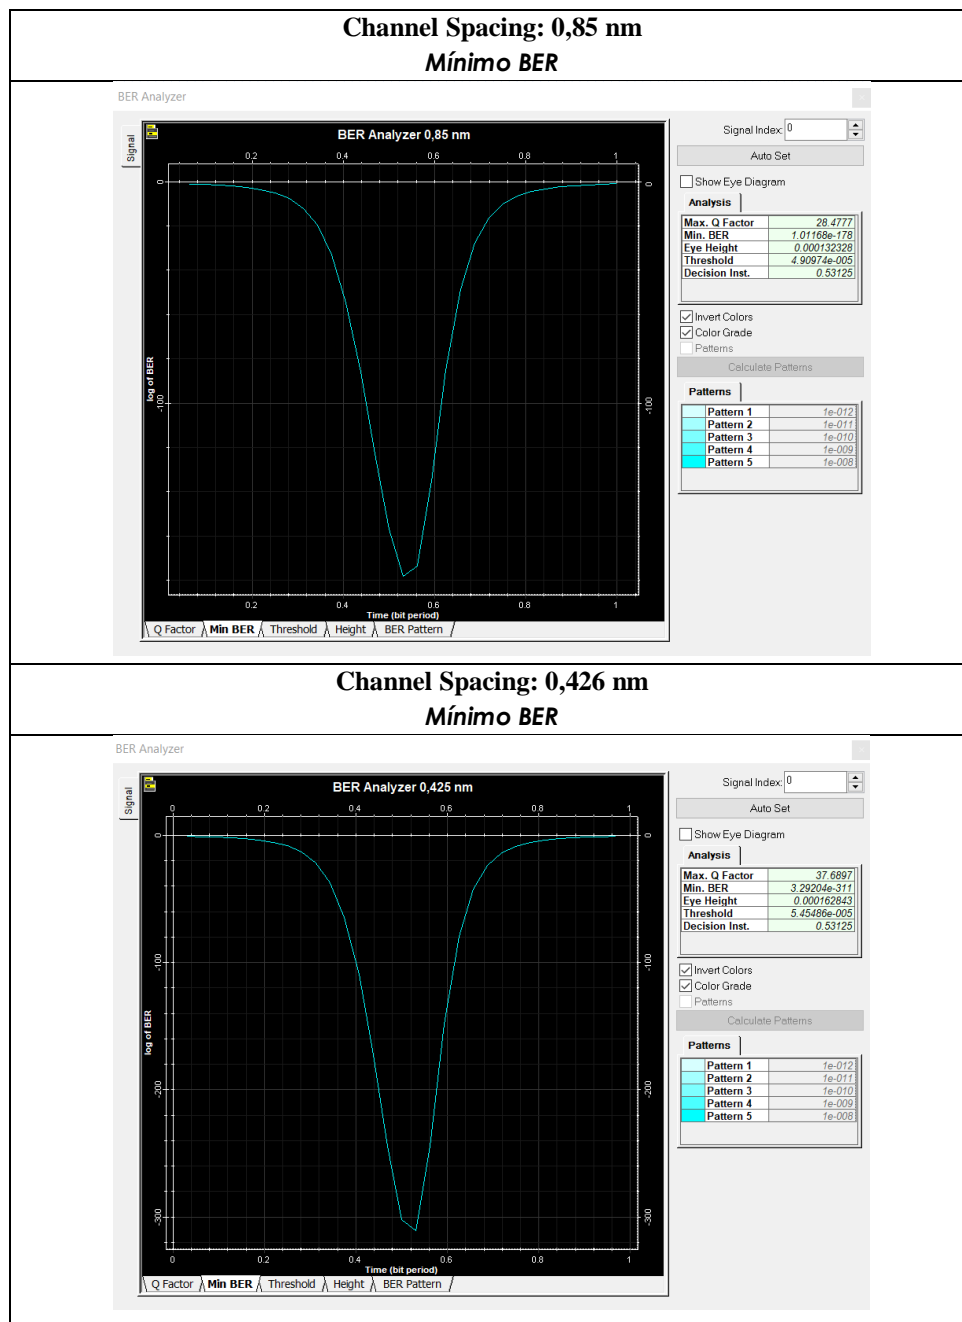 Channel Spacing: 0,85 nm
Mínimo BER
BER Analyzer
Signal
BER Analyzer 0,85 nm
0.2 0.4 0.6 0.8 1
0 0
log of BER
-100 -100
0.2 0.4 0.6 0.8 1
Time (bit period)
Q Factor Min BER Threshold Height BER Pattern
Signal Index: 0
Auto Set
Show Eye Diagram
Analysis
Max. Q Factor 28.4777
Min. BER 1.01168e-178
Eye Height 0.000132328
Threshold 4.90974e-005
Decision Inst. 0.53125
Invert Colors
Color Grade
Patterns
Calculate Patterns
Patterns
Pattern 1 1e-012
Pattern 2 1e-011
Pattern 3 1e-010
Pattern 4 1e-009
Pattern 5 1e-008
Channel Spacing: 0,426 nm
Mínimo BER
BER Analyzer
Signal
BER Analyzer 0,425 nm
0 0.2 0.4 0.6 0.8 1
0 0
-100 -100
log of BER
-200 -200
-300 -300
0 0.2 0.4 0.6 0.8 1
Time (bit period)
Q Factor Min BER Threshold Height BER Pattern
Signal Index: 0
Auto Set
Show Eye Diagram
Analysis
Max. Q Factor 37.6897
Min. BER 3.29204e-311
Eye Height 0.000162843
Threshold 5.45486e-005
Decision Inst. 0.53125
Invert Colors
Color Grade
Patterns
Calculate Patterns
Patterns
Pattern 1 1e-012
Pattern 2 1e-011
Pattern 3 1e-010
Pattern 4 1e-009
Pattern 5 1e-008